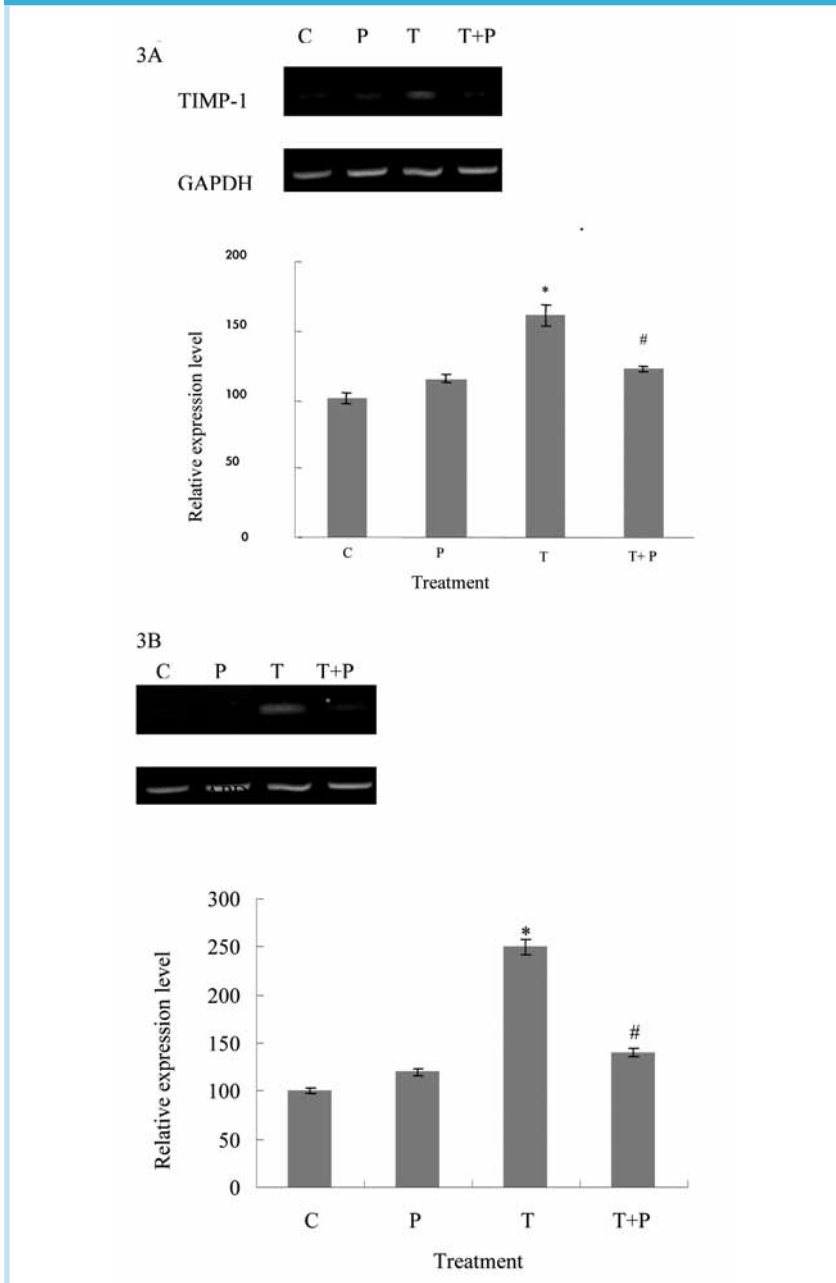 C P T T+P
3A
TIMP-1
GAPDH
200
150
100
50
0
Relative expression level
*
#
C P T T+ P
Treatment
3B
C P T T+P
300
250
200
150
100
50
0
Relative expression level
*
#
C P T T+P
Treatment